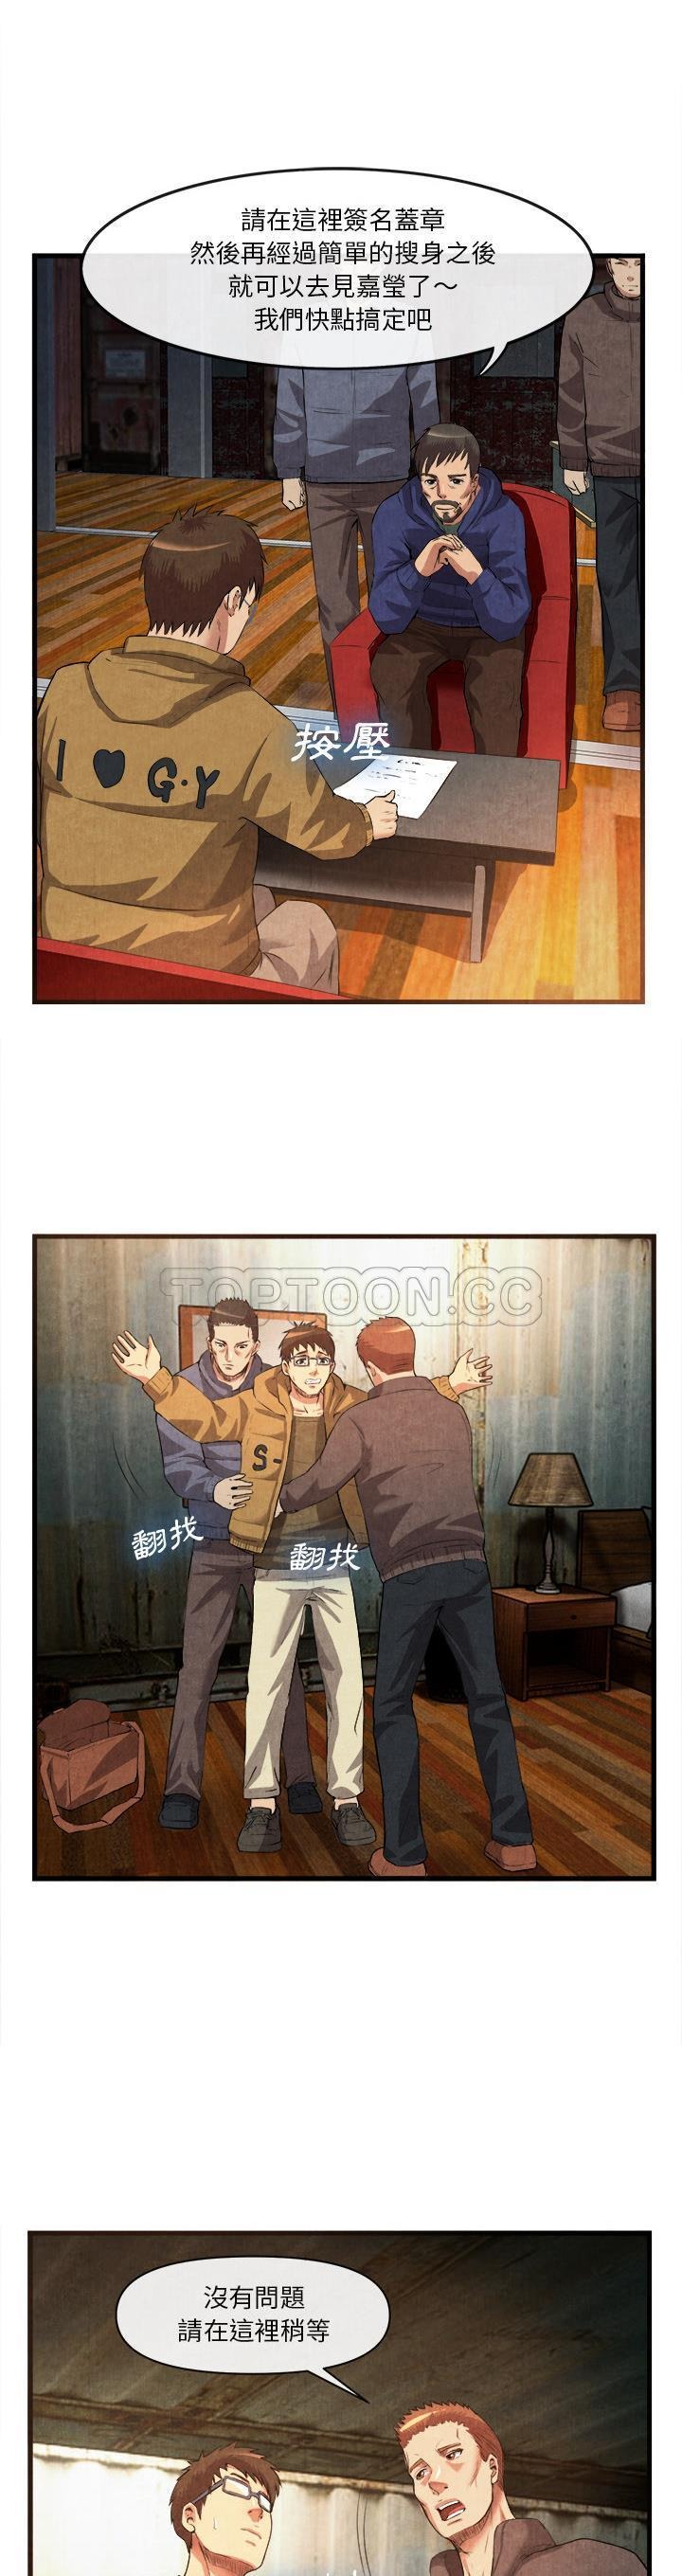 請在這裡簽名蓋章
然後再經過簡單的搜身之後
就可以去見嘉瑩了～
我們快點搞定吧
按壓
I ♥ G·Y
TOPTOON.CC
S-
翻找
翻找
沒有問題
請在這裡稍等